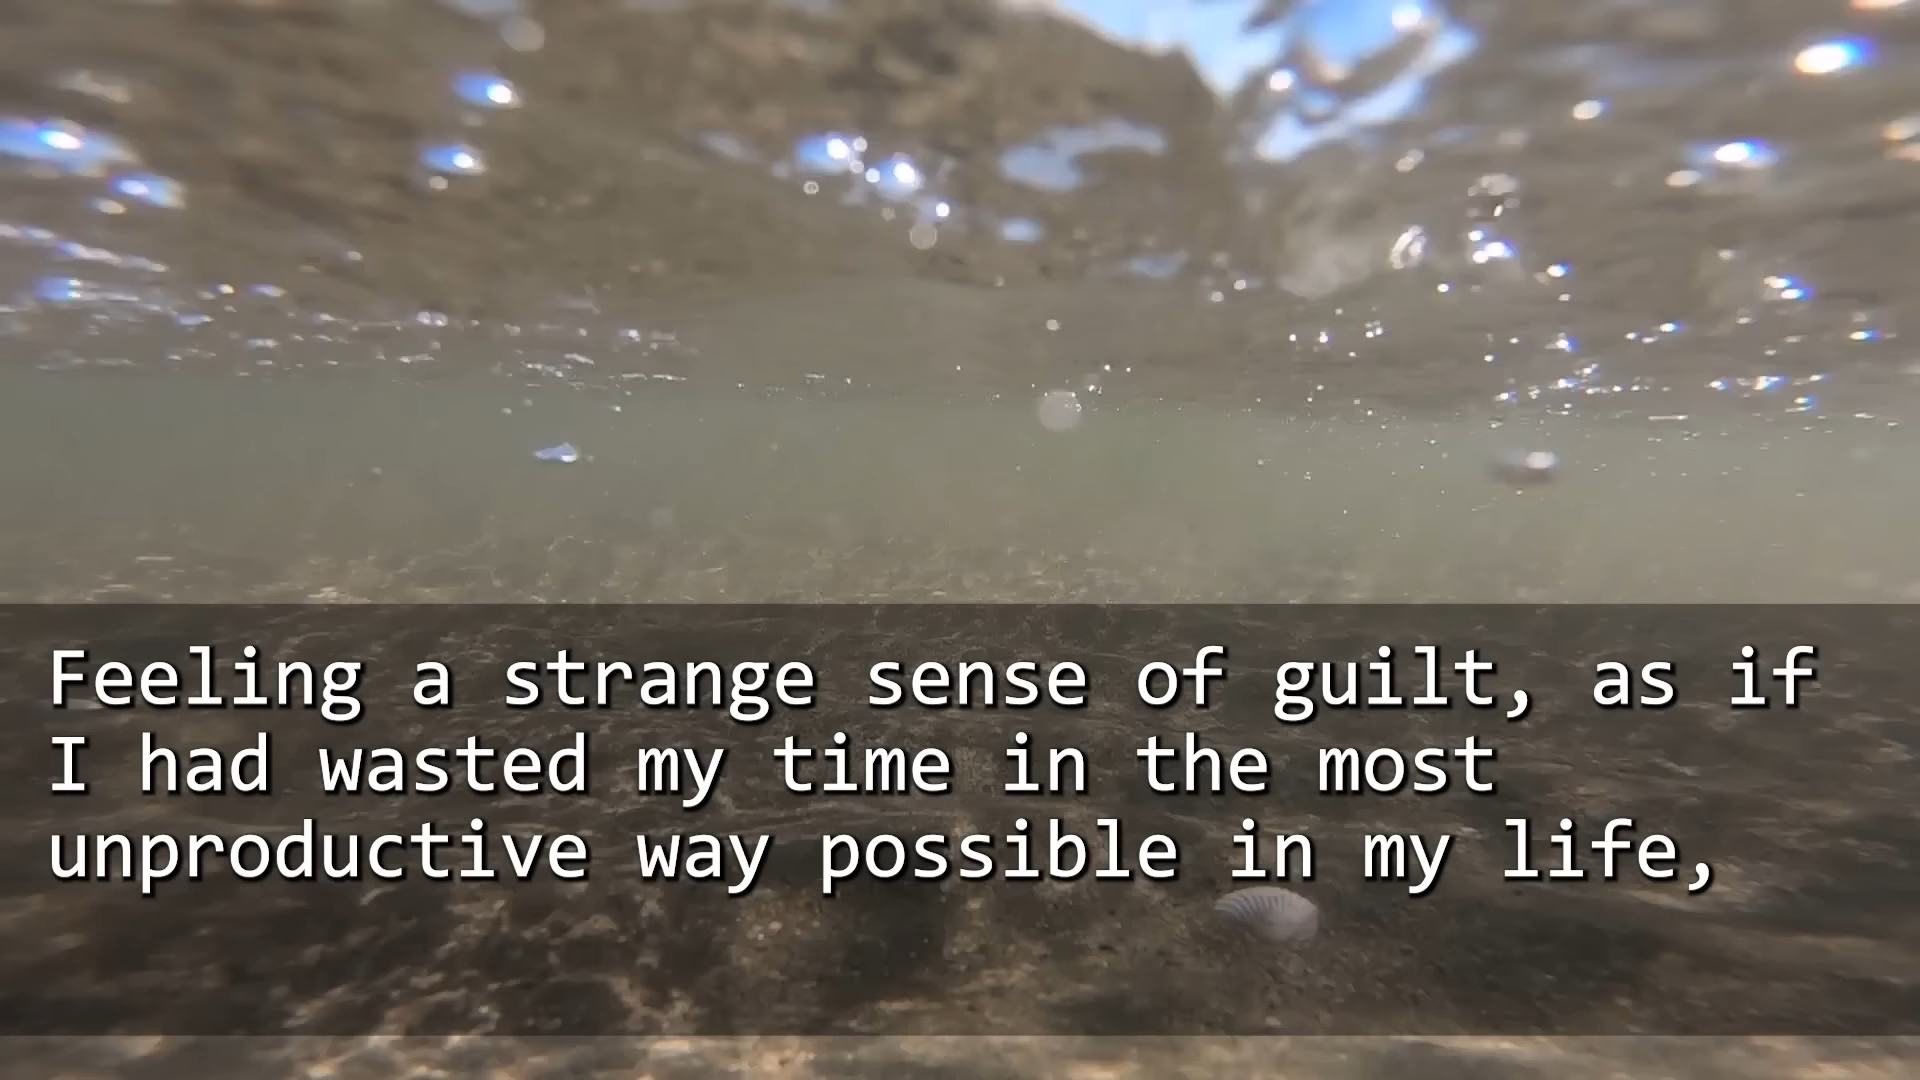 Feeling a strange sense of guilt, as if
I had wasted my time in the most
unproductive way possible in my life,